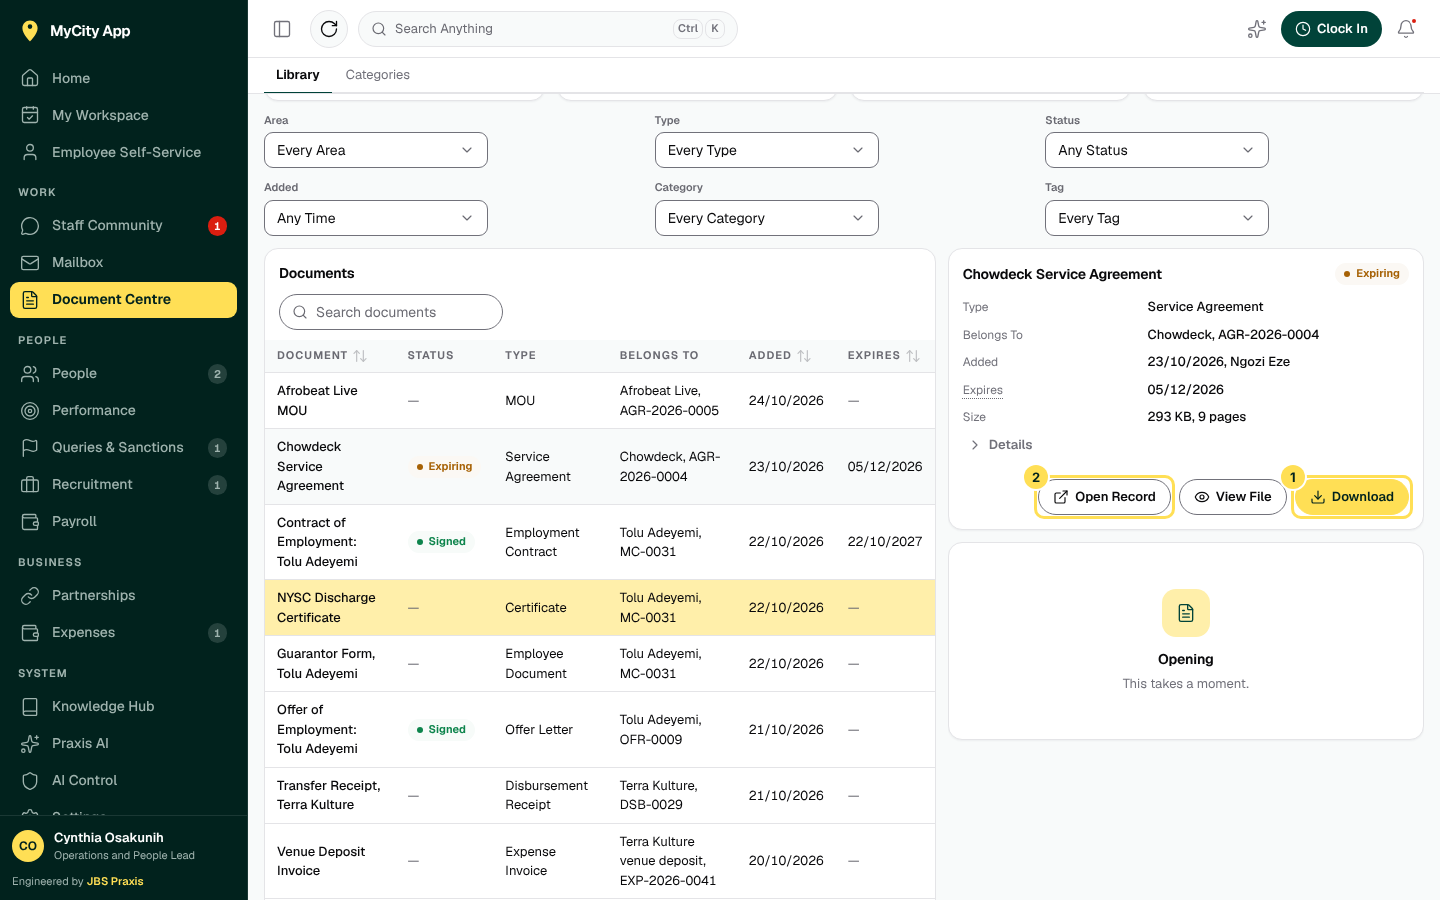 MyCity App
Home
My Workspace
Employee Self-Service
WORK
Staff Community 1
Mailbox
Document Centre
PEOPLE
People 2
Performance
Queries & Sanctions 1
Recruitment 1
Payroll
BUSINESS
Partnerships
Expenses 1
SYSTEM
Knowledge Hub
Praxis AI
AI Control
CO
Cynthia Osakunih
Operations and People Lead
Engineered by JBS Praxis
Search Anything Ctrl K
Clock In
Library Categories
Area Type Status
Every Area Every Type Any Status
Added Category Tag
Any Time Every Category Every Tag
Documents
Search documents
DOCUMENT STATUS TYPE BELONGS TO ADDED EXPIRES
Afrobeat Live
MOU
—
MOU
Afrobeat Live,
AGR-2026-0005
24/10/2026
—
Chowdeck
Service
Agreement
Expiring
Service
Agreement
Chowdeck, AGR-
2026-0004
23/10/2026
05/12/2026
Contract of
Employment:
Tolu Adeyemi
Signed
Employment
Contract
Tolu Adeyemi,
MC-0031
22/10/2026
22/10/2027
NYSC Discharge
Certificate
—
Certificate
Tolu Adeyemi,
MC-0031
22/10/2026
—
Guarantor Form,
Tolu Adeyemi
—
Employee
Document
Tolu Adeyemi,
MC-0031
22/10/2026
—
Offer of
Employment:
Tolu Adeyemi
Signed
Offer Letter
Tolu Adeyemi,
OFR-0009
21/10/2026
—
Transfer Receipt,
Terra Kulture
—
Disbursement
Receipt
Terra Kulture,
DSB-0029
21/10/2026
—
Venue Deposit
Invoice
—
Expense
Invoice
Terra Kulture
venue deposit,
EXP-2026-0041
20/10/2026
—
Chowdeck Service Agreement Expiring
Type Service Agreement
Belongs To Chowdeck, AGR-2026-0004
Added 23/10/2026, Ngozi Eze
Expires 05/12/2026
Size 293 KB, 9 pages
Details
2 Open Record View File 1 Download
Opening
This takes a moment.